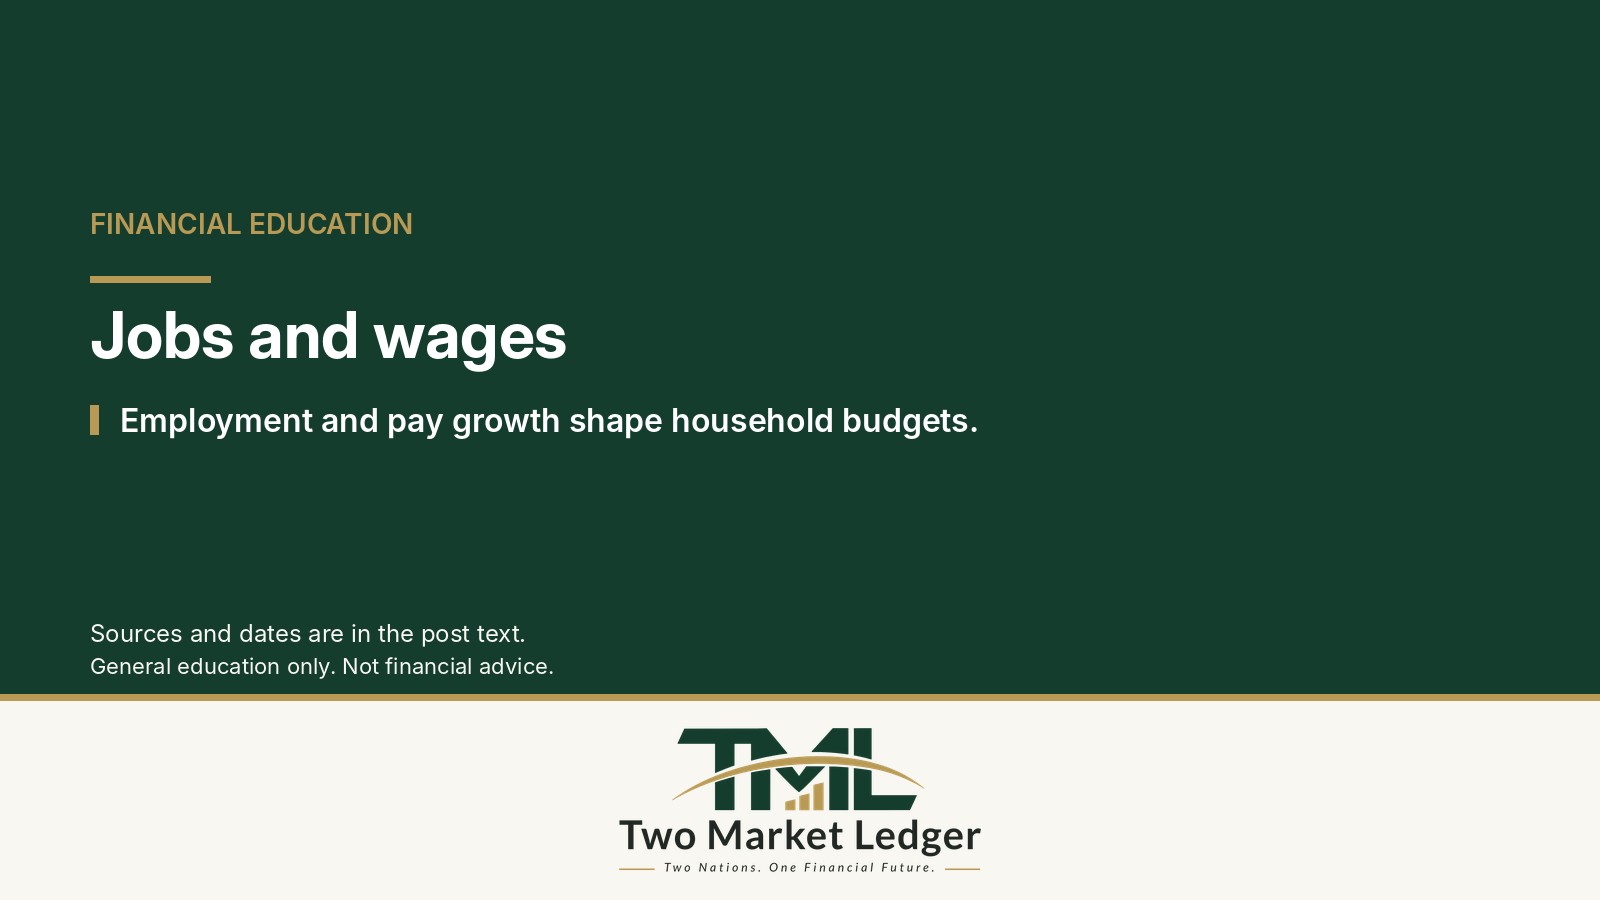 FINANCIAL EDUCATION
Jobs and wages
Employment and pay growth shape household budgets.
Sources and dates are in the post text.
General education only. Not financial advice.
TML
Two Market Ledger
Two Nations. One Financial Future.